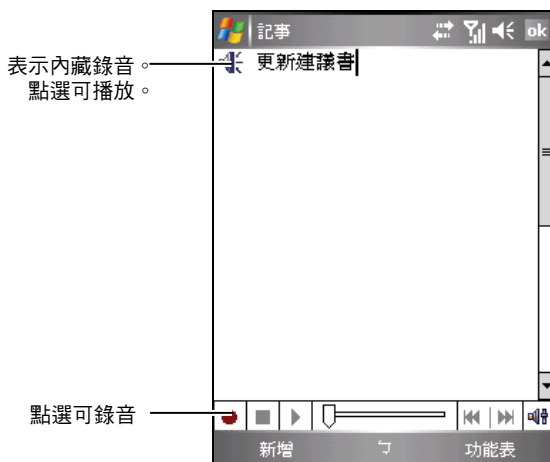 記事
ok
表示內藏錄音。
點選可播放。
更新建議書
點選可錄音
新增
ㄅ
功能表